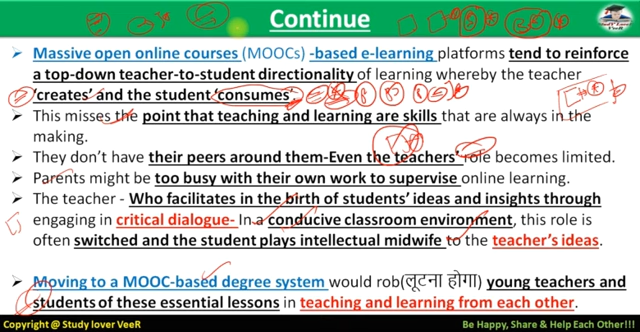 Continue
➢ Massive open online courses (MOOCs) -based e-learning platforms tend to reinforce
a top-down teacher-to-student directionality of learning whereby the teacher
'creates' and the student 'consumes'.
➢ This misses the point that teaching and learning are skills that are always in the
making.
➢ They don't have their peers around them-Even the teachers' role becomes limited.
➢ Parents might be too busy with their own work to supervise online learning.
➢ The teacher - Who facilitates in the birth of students' ideas and insights through
engaging in critical dialogue- In a conducive classroom environment, this role is
often switched and the student plays intellectual midwife to the teacher's ideas.
➢ Moving to a MOOC-based degree system would rob(लूटना होगा) young teachers and
students of these essential lessons in teaching and learning from each other.
Copyright @ Study lover VeeR Be Happy, Share & Help Each Other!!!